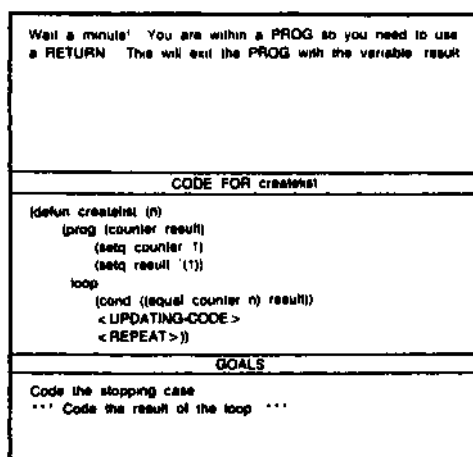 Wait a minute! You are within a PROG so you need to use
a RETURN This will exit the PROG with the variable result
CODE FOR createlist
(defun createlist (n)
(prog (counter result)
(setq counter 1)
(setq result '(1))
loop
(cond ((equal counter n) result))
<UPDATING-CODE>
<REPEAT>))
GOALS
Code the stopping case
*** Code the result of the loop ***